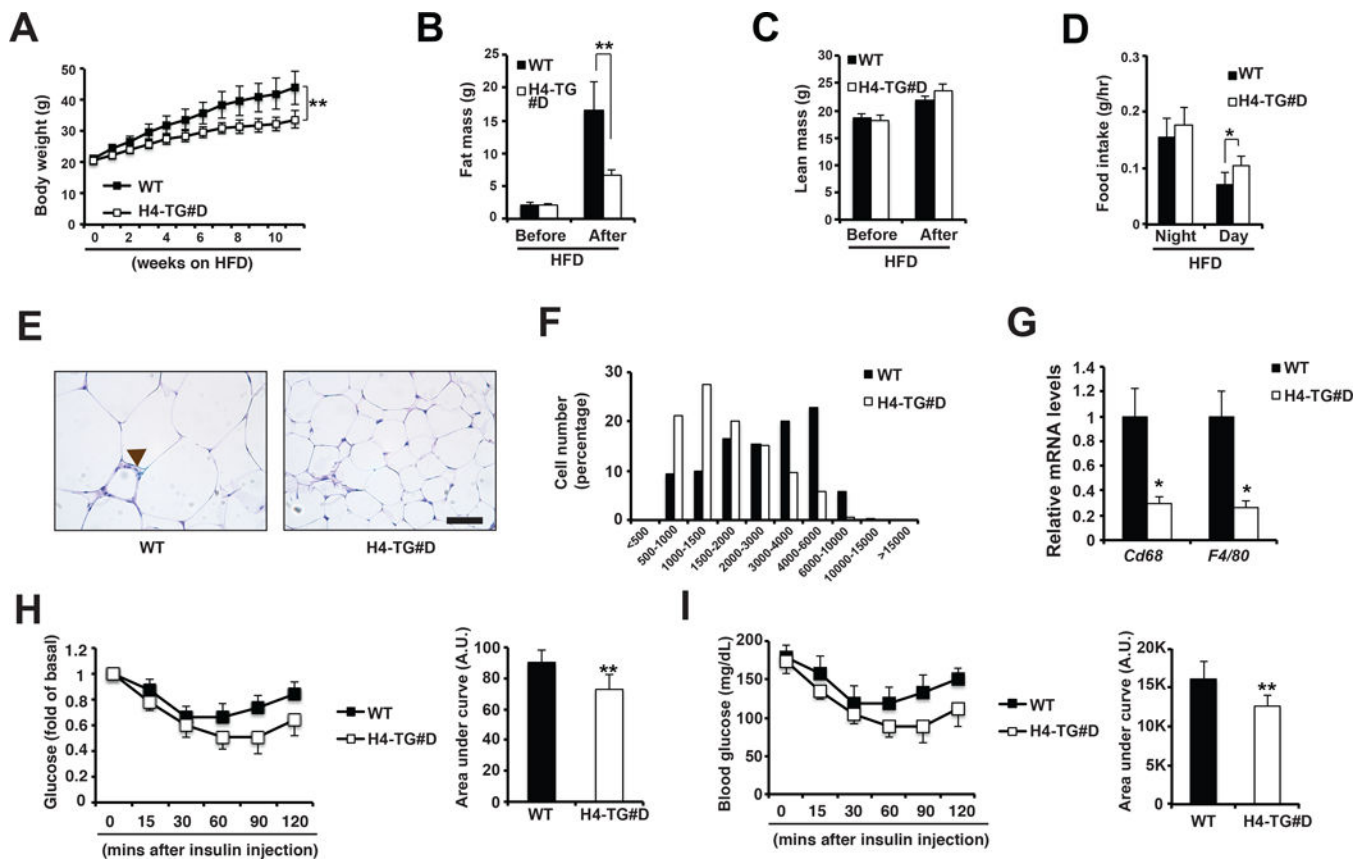 A
Body weight (g)
50
40
30
20
10
0
**
WT
H4-TG#D
0 2 4 6 8 10
(weeks on HFD)
B
Fat mass (g)
25
20
15
10
5
0
**
WT
H4-TG
#D
Before After
HFD
C
Lean mass (g)
30
25
20
15
10
5
0
WT
H4-TG#D
Before After
HFD
D
Food intake (g/hr)
0.3
0.2
0.1
0
WT
H4-TG#D
*
Night Day
HFD
E
WT
H4-TG#D
F
Cell number
(percentage)
30
20
10
0
WT
H4-TG#D
<500
500-1000
1000-1500
1500-2000
2000-3000
3000-4000
4000-6000
6000-10000
10000-15000
>15000
G
Relative mRNA levels
1.4
1.2
1
0.8
0.6
0.4
0.2
0
WT
H4-TG#D
* *
Cd68 F4/80
H
Glucose (fold of basal)
1.2
1
0.8
0.6
0.4
0.2
0
WT
H4-TG#D
0 15 30 60 90 120
(mins after insulin injection)
Area under curve (A.U.)
100
80
60
40
20
0
**
WT H4-TG#D
I
Blood glucose (mg/dL)
200
150
100
50
0
WT
H4-TG#D
0 15 30 60 90 120
(mins after insulin injection)
Area under curve (A.U.)
20K
15K
10K
5K
0
**
WT H4-TG#D